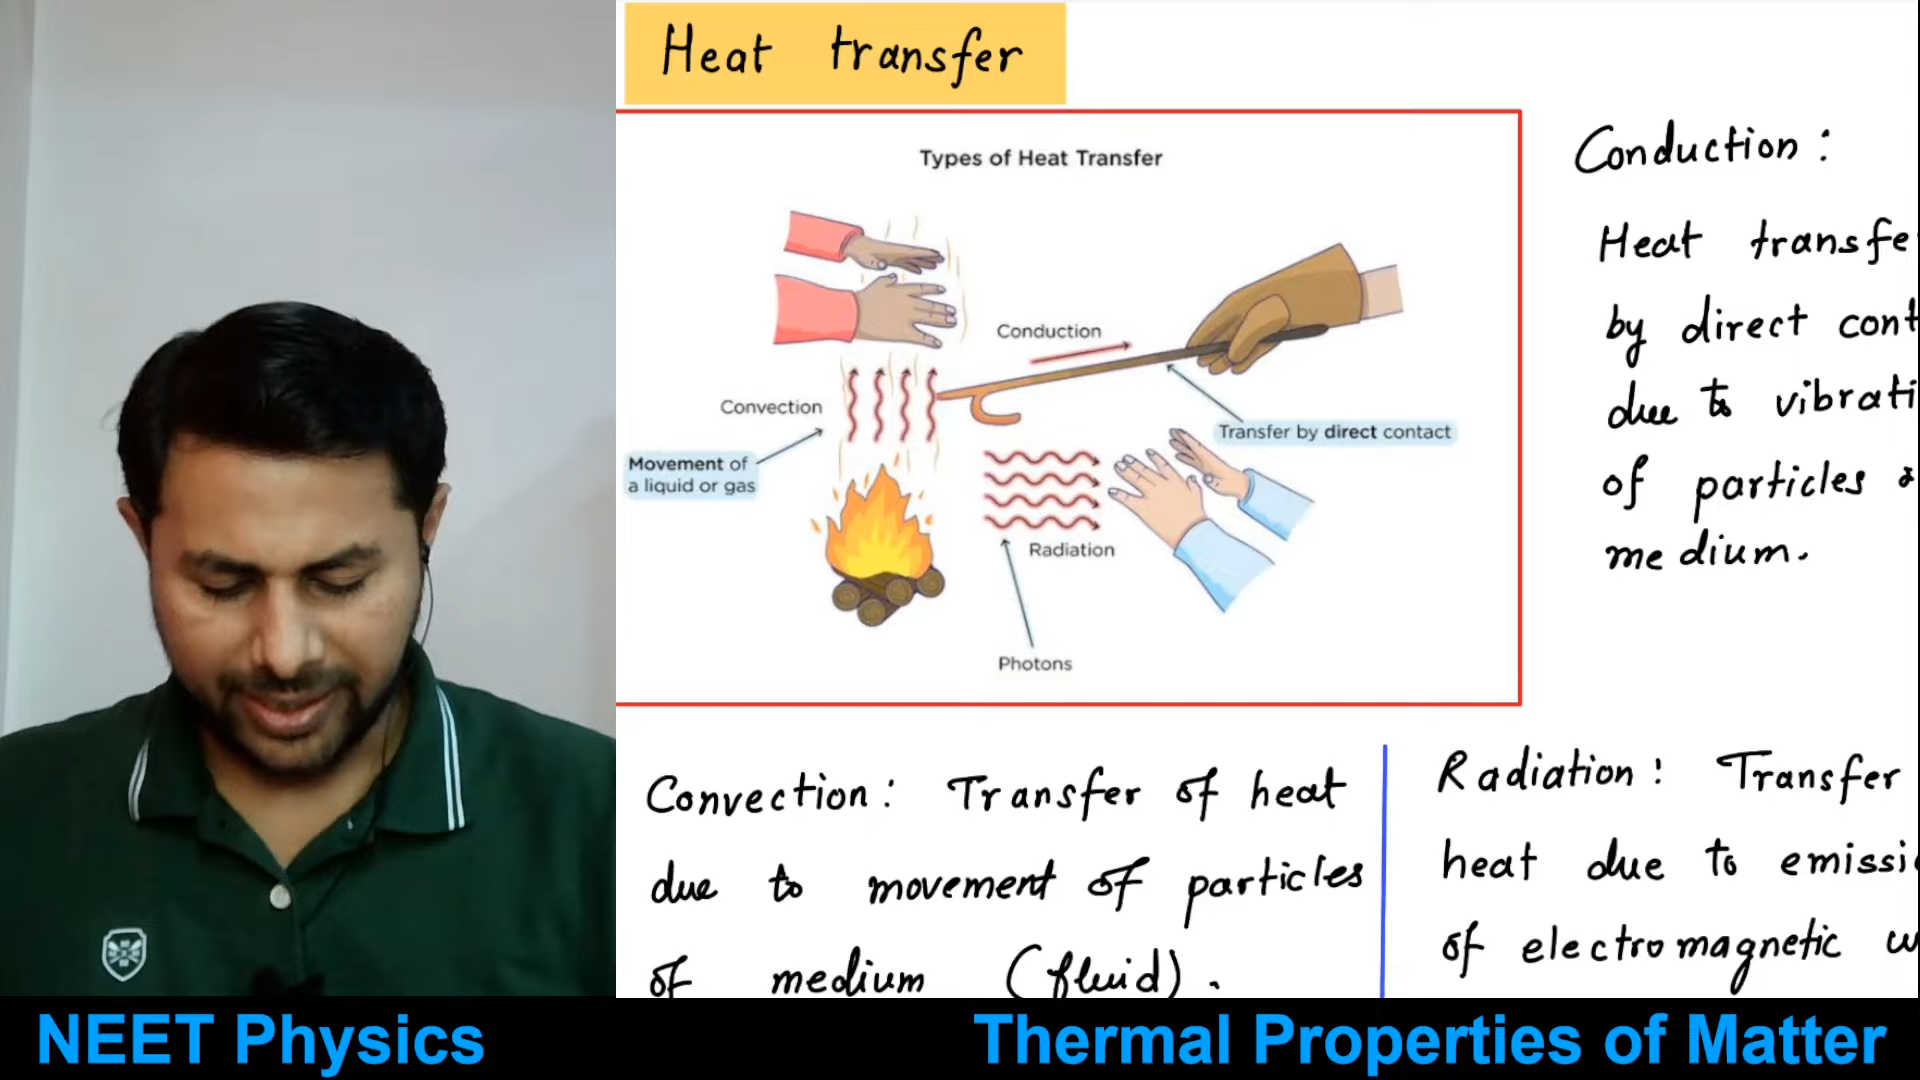 Heat transfer
Types of Heat Transfer
Conduction
Convection
Movement of
a liquid or gas
Transfer by direct contact
Radiation
Photons
Conduction :
Heat transfe
by direct cont
due to vibrati
of particles
medium.
Convection : Transfer of heat
due to movement of particles
of medium (fluid).
Radiation : Transfer
heat due to emissi
of electromagnetic w
NEET Physics
Thermal Properties of Matter